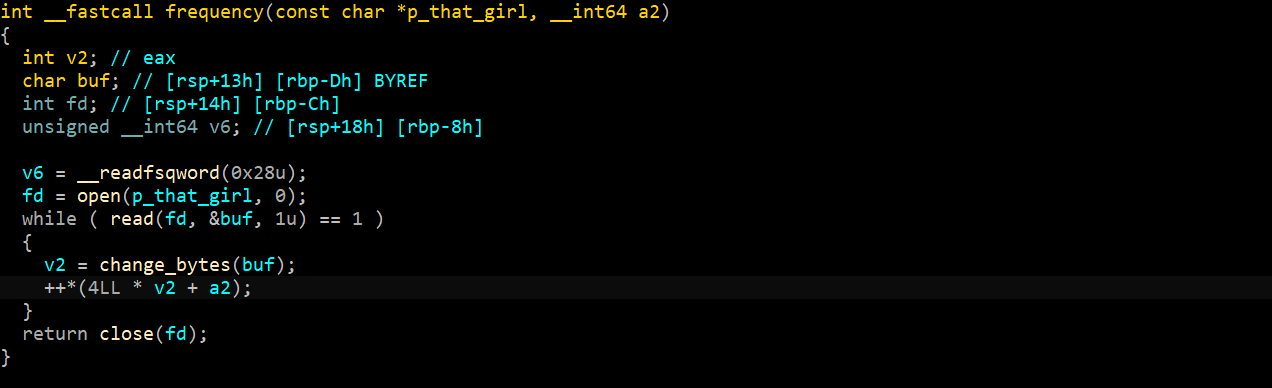 int __fastcall frequency(const char *p_that_girl, __int64 a2)
{
  int v2; // eax
  char buf; // [rsp+13h] [rbp-Dh] BYREF
  int fd; // [rsp+14h] [rbp-Ch]
  unsigned __int64 v6; // [rsp+18h] [rbp-8h]

  v6 = __readfsqword(0x28u);
  fd = open(p_that_girl, 0);
  while ( read(fd, &buf, 1u) == 1 )
  {
    v2 = change_bytes(buf);
    ++*(4LL * v2 + a2);
  }
  return close(fd);
}